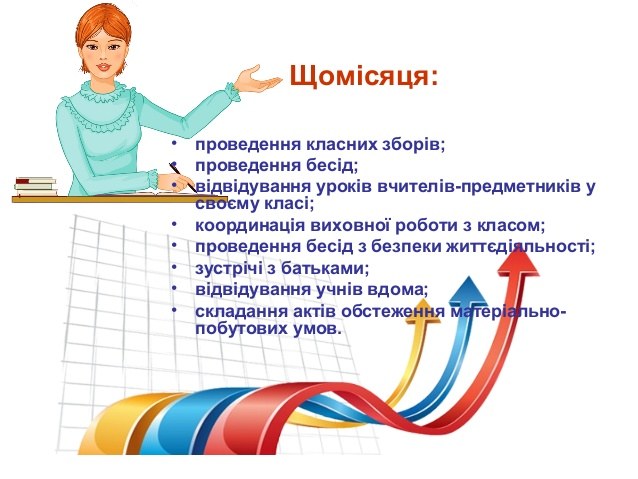 Щомісяця:
• проведення класних зборів;
• проведення бесід;
• відвідування уроків вчителів-предметників у
своєму класі;
• координація виховної роботи з класом;
• проведення бесід з безпеки життєдіяльності;
• зустрічі з батьками;
• відвідування учнів вдома;
• складання актів обстеження матеріально-
побутових умов.